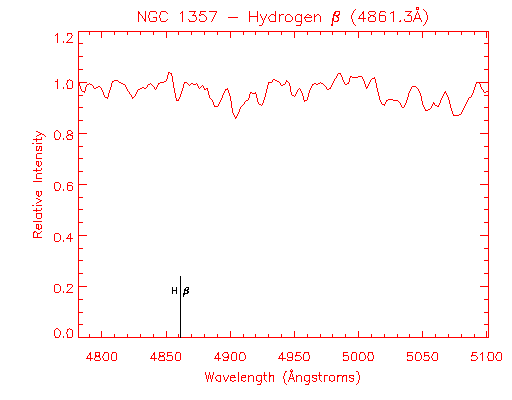 NGC 1357 – Hydrogen β (4861.3Å)
1.2
1.0
0.8
0.6
0.4
0.2
0.0
Relative Intensity
H β
4800 4850 4900 4950 5000 5050 5100
Wavelength (Ångstroms)